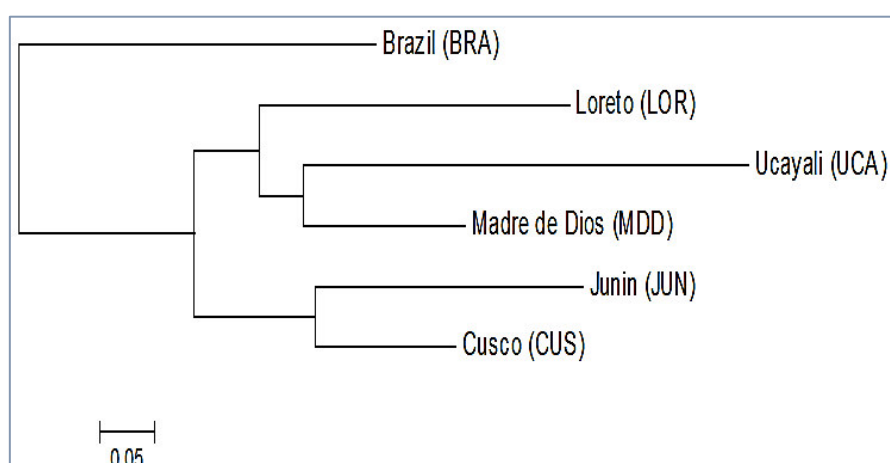 Brazil (BRA)
Loreto (LOR)
Ucayali (UCA)
Madre de Dios (MDD)
Junin (JUN)
Cusco (CUS)
0.05